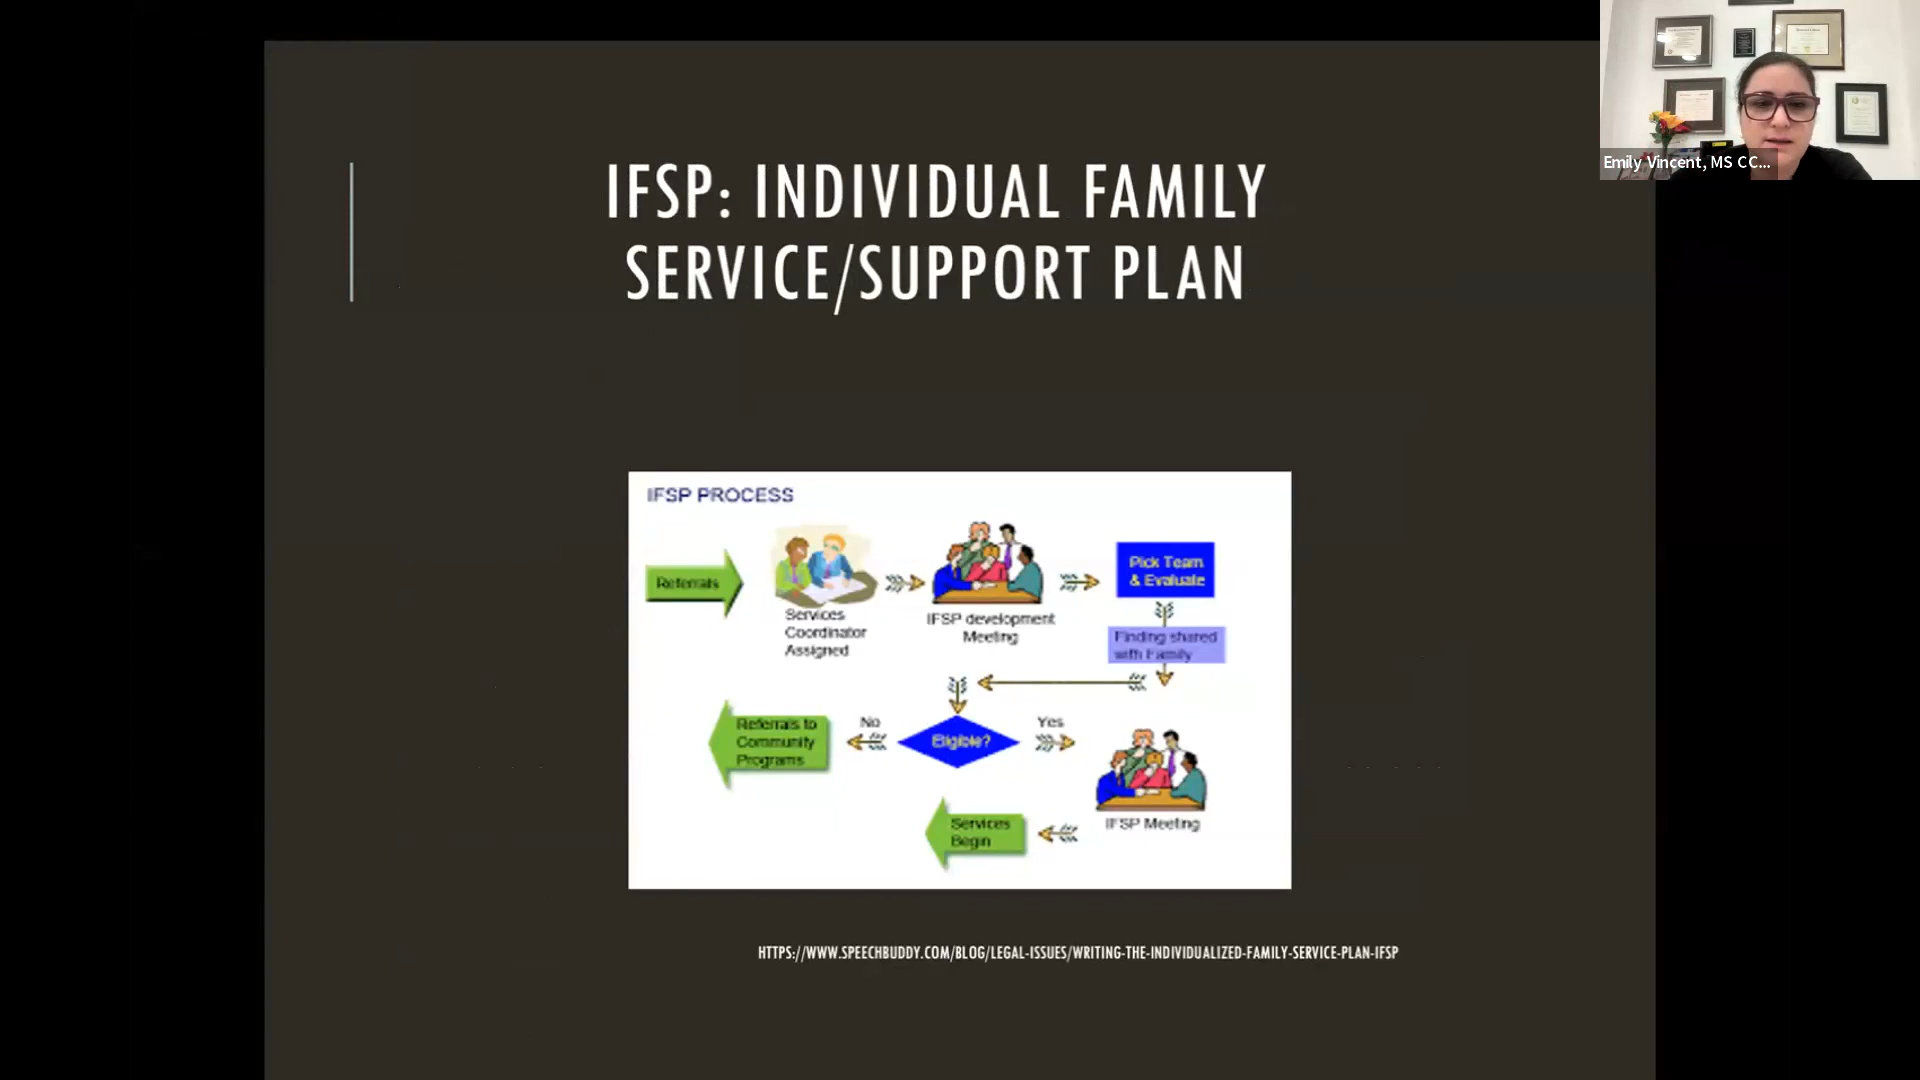 IFSP: INDIVIDUAL FAMILY
SERVICE/SUPPORT PLAN
IFSP PROCESS
Referrals
Services
Coordinator
Assigned
IFSP development
Meeting
Pick Team
& Evaluate
Finding shared
with Family
Eligible?
No
Yes
Referrals to
Community
Programs
IFSP Meeting
Services
Begin
HTTPS://WWW.SPEECHBUDDY.COM/BLOG/LEGAL-ISSUES/WRITING-THE-INDIVIDUALIZED-FAMILY-SERVICE-PLAN-IFSP
Emily Vincent, MS CC...